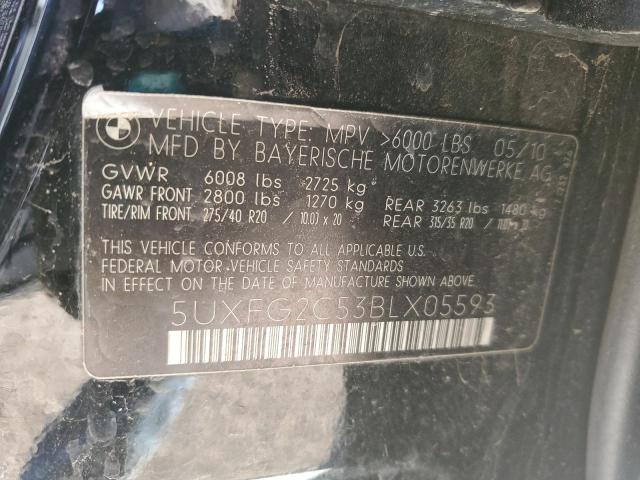 VEHICLE TYPE: MPV >6000 LBS 05/10
MFD BY BAYERISCHE MOTORENWERKE AG
GVWR 6008 lbs 2725 kg
GAWR FRONT 2800 lbs 1270 kg REAR 3263 lbs 1480 kg
TIRE/RIM FRONT 275/40 R20 / 10.0J x 20 REAR 315/35 R20 /
THIS VEHICLE CONFORMS TO ALL APPLICABLE U.S.
FEDERAL MOTOR-VEHICLE SAFETY STANDARDS
IN EFFECT ON THE DATE OF MANUFACTURE SHOWN ABOVE.
5UXFG2C53BLX05593